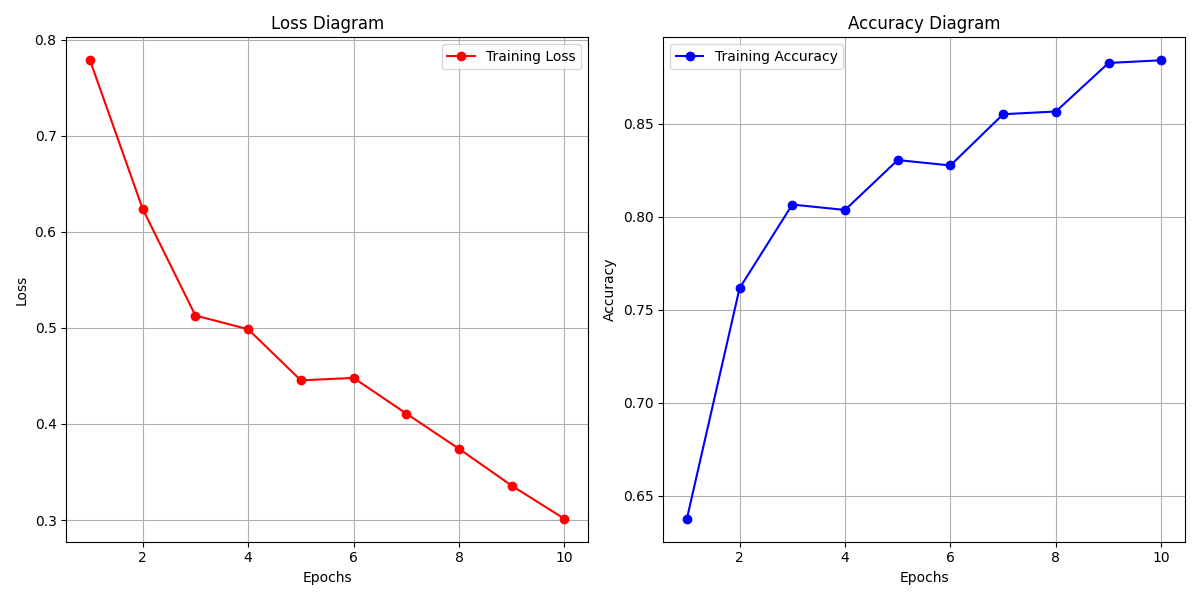 Loss Diagram
Training Loss
0.8
0.7
0.6
0.5
0.4
0.3
Loss
2 4 6 8 10
Epochs
Accuracy Diagram
Training Accuracy
0.85
0.80
0.75
0.70
0.65
Accuracy
2 4 6 8 10
Epochs